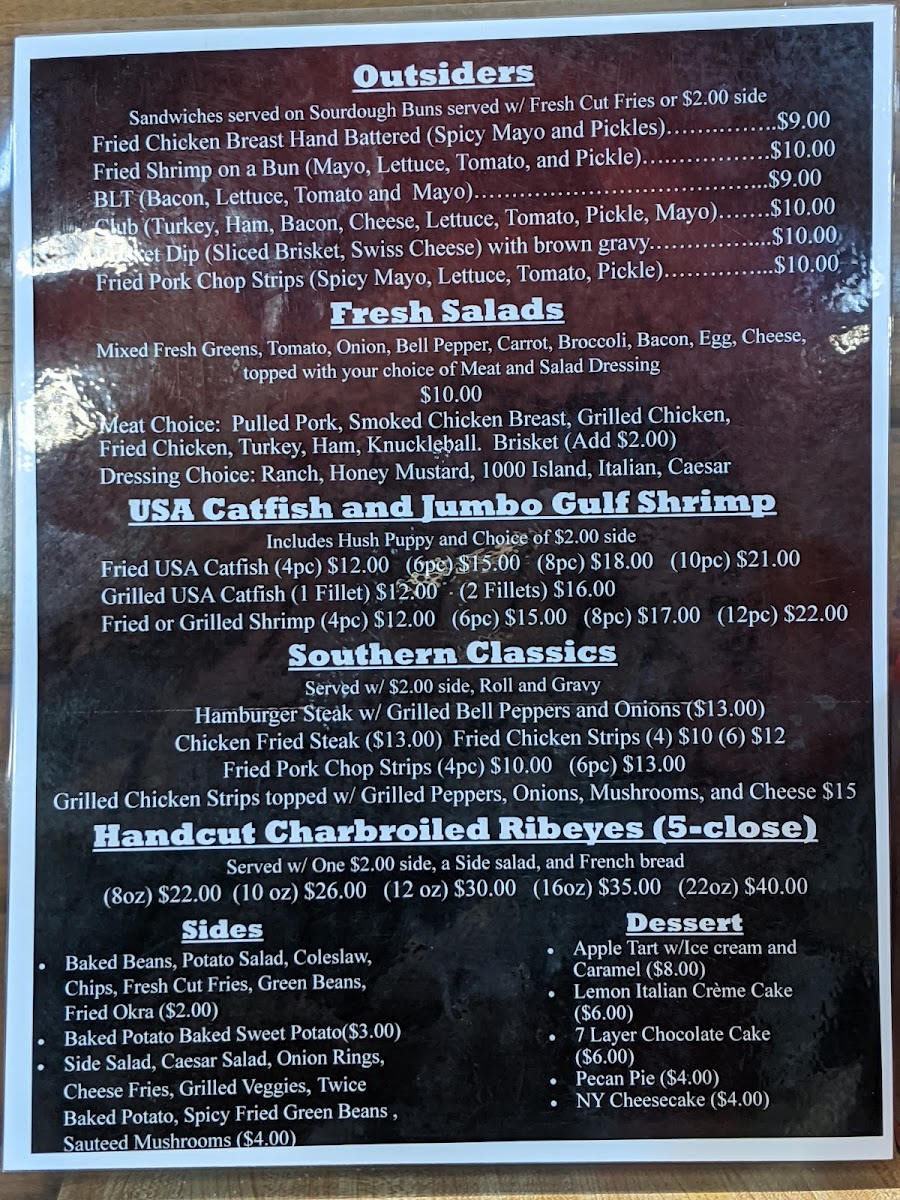 Outsiders
Sandwiches served on Sourdough Buns served w/ Fresh Cut Fries or $2.00 side
Fried Chicken Breast Hand Battered (Spicy Mayo and Pickles)................$9.00
Fried Shrimp on a Bun (Mayo, Lettuce, Tomato, and Pickle)...................$10.00
BLT (Bacon, Lettuce, Tomato and Mayo)............................................$9.00
Club (Turkey, Ham, Bacon, Cheese, Lettuce, Tomato, Pickle, Mayo).......$10.00
Dip (Sliced Brisket, Swiss Cheese) with brown gravy..................$10.00
Fried Pork Chop Strips (Spicy Mayo, Lettuce, Tomato, Pickle)................$10.00
Fresh Salads
Mixed Fresh Greens, Tomato, Onion, Bell Pepper, Carrot, Broccoli, Bacon, Egg, Cheese,
topped with your choice of Meat and Salad Dressing
$10.00
Meat Choice: Pulled Pork, Smoked Chicken Breast, Grilled Chicken,
Fried Chicken, Turkey, Ham, Knuckleball. Brisket (Add $2.00)
Dressing Choice: Ranch, Honey Mustard, 1000 Island, Italian, Caesar
USA Catfish and Jumbo Gulf Shrimp
Includes Hush Puppy and Choice of $2.00 side
Fried USA Catfish (4pc) $12.00 (6pc) $15.00 (8pc) $18.00 (10pc) $21.00
Grilled USA Catfish (1 Fillet) $12.00 (2 Fillets) $16.00
Fried or Grilled Shrimp (4pc) $12.00 (6pc) $15.00 (8pc) $17.00 (12pc) $22.00
Southern Classics
Served w/ $2.00 side, Roll and Gravy
Hamburger Steak w/ Grilled Bell Peppers and Onions ($13.00)
Chicken Fried Steak ($13.00) Fried Chicken Strips (4) $10 (6) $12
Fried Pork Chop Strips (4pc) $10.00 (6pc) $13.00
Grilled Chicken Strips topped w/ Grilled Peppers, Onions, Mushrooms, and Cheese $15
Handcut Charbroiled Ribeyes (5-close)
Served w/ One $2.00 side, a Side salad, and French bread
(8oz) $22.00 (10 oz) $26.00 (12 oz) $30.00 (16oz) $35.00 (22oz) $40.00
Sides
• Baked Beans, Potato Salad, Coleslaw,
Chips, Fresh Cut Fries, Green Beans,
Fried Okra ($2.00)
• Baked Potato Baked Sweet Potato($3.00)
• Side Salad, Caesar Salad, Onion Rings,
Cheese Fries, Grilled Veggies, Twice
Baked Potato, Spicy Fried Green Beans ,
Sauteed Mushrooms ($4.00)
Dessert
• Apple Tart w/Ice cream and
Caramel ($8.00)
• Lemon Italian Crème Cake
($6.00)
• 7 Layer Chocolate Cake
($6.00)
• Pecan Pie ($4.00)
• NY Cheesecake ($4.00)